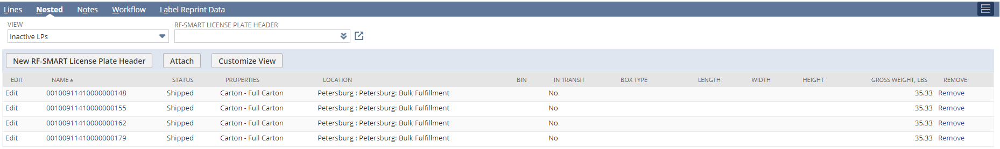 Lines Nested Notes Workflow Label Reprint Data
VIEW RF-SMART LICENSE PLATE HEADER
Inactive LPs
New RF-SMART License Plate Header Attach Customize View
EDIT NAME STATUS PROPERTIES LOCATION BIN IN TRANSIT BOX TYPE LENGTH WIDTH HEIGHT GROSS WEIGHT, LBS REMOVE
Edit 00100911410000000148 Shipped Carton - Full Carton Petersburg : Petersburg: Bulk Fulfillment No 35.33 Remove
Edit 00100911410000000155 Shipped Carton - Full Carton Petersburg : Petersburg: Bulk Fulfillment No 35.33 Remove
Edit 00100911410000000162 Shipped Carton - Full Carton Petersburg : Petersburg: Bulk Fulfillment No 35.33 Remove
Edit 00100911410000000179 Shipped Carton - Full Carton Petersburg : Petersburg: Bulk Fulfillment No 35.33 Remove